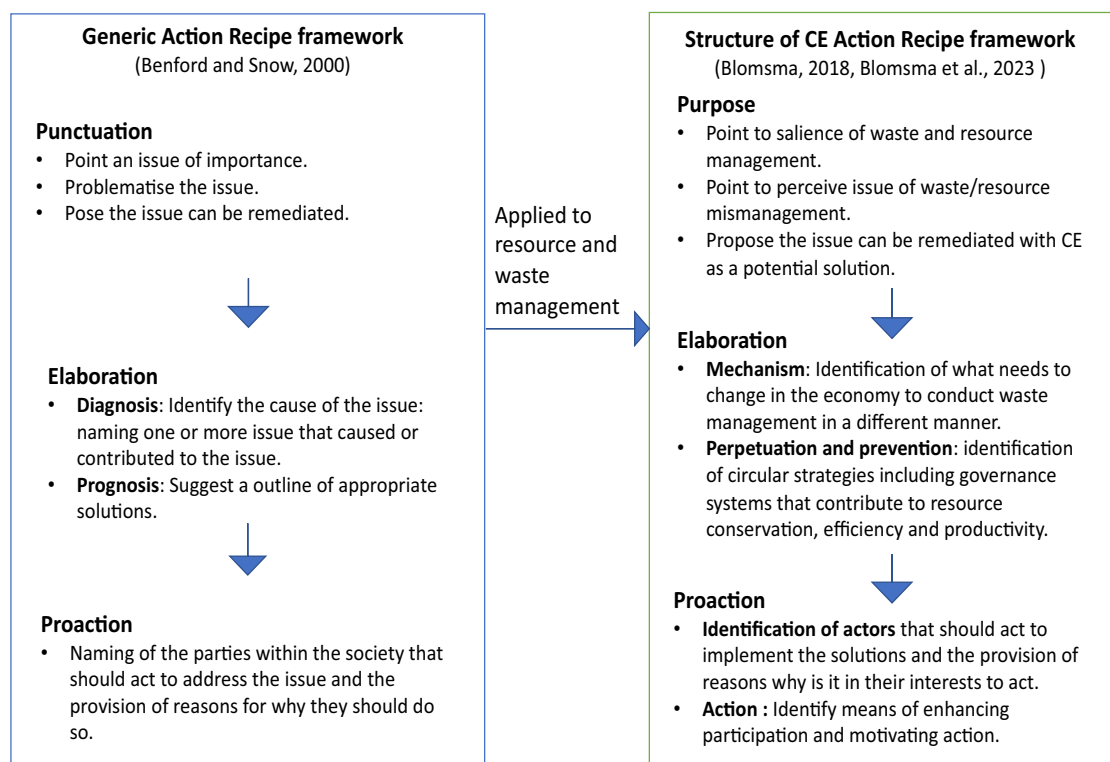 Generic Action Recipe framework
(Benford and Snow, 2000)
Punctuation
• Point an issue of importance.
• Problematise the issue.
• Pose the issue can be remediated.
Elaboration
• Diagnosis: Identify the cause of the issue:
naming one or more issue that caused or
contributed to the issue.
• Prognosis: Suggest a outline of appropriate
solutions.
Proaction
• Naming of the parties within the society that
should act to address the issue and the
provision of reasons for why they should do
so.
Applied to
resource and
waste
management
Structure of CE Action Recipe framework
(Blomsma, 2018, Blomsma et al., 2023 )
Purpose
• Point to salience of waste and resource
management.
• Point to perceive issue of waste/resource
mismanagement.
• Propose the issue can be remediated with CE
as a potential solution.
Elaboration
• Mechanism: Identification of what needs to
change in the economy to conduct waste
management in a different manner.
• Perpetuation and prevention: identification
of circular strategies including governance
systems that contribute to resource
conservation, efficiency and productivity.
Proaction
• Identification of actors that should act to
implement the solutions and the provision of
reasons why is it in their interests to act.
• Action : Identify means of enhancing
participation and motivating action.